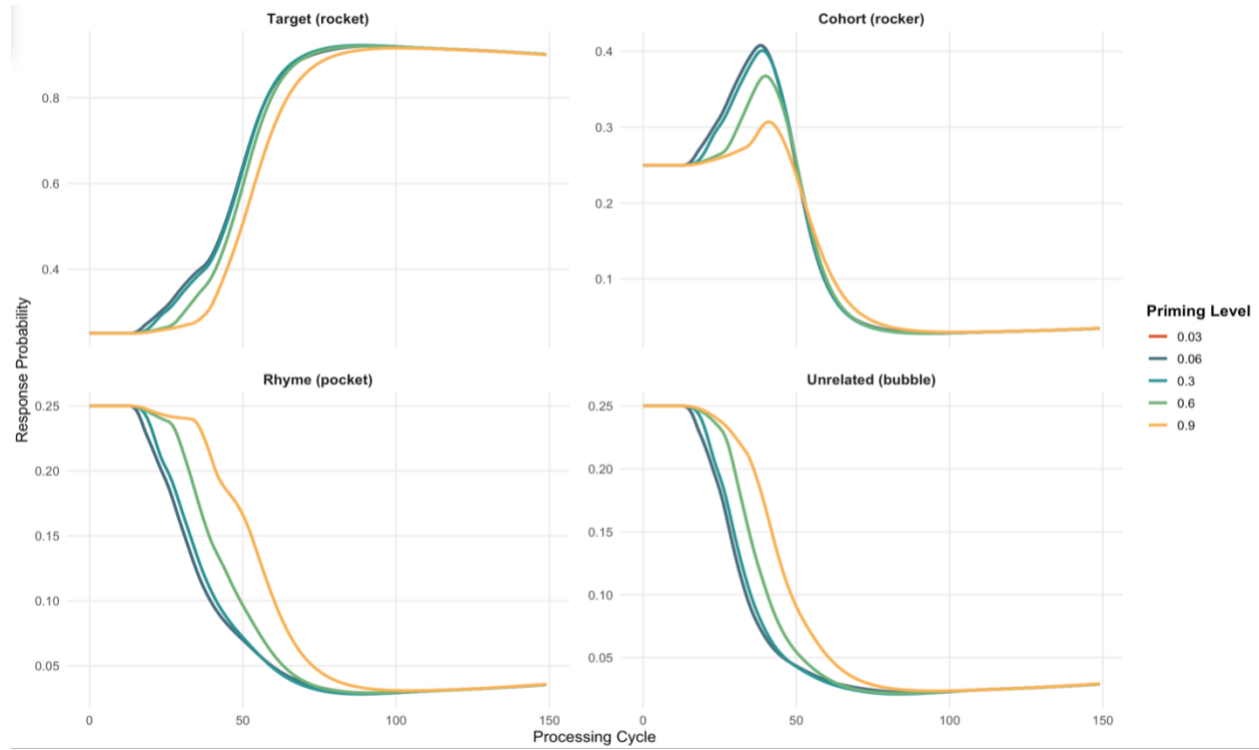 Target (rocket)
Cohort (rocker)
0.8
0.6
0.4
0.4
0.3
0.2
0.1
Response Probability
Rhyme (pocket)
Unrelated (bubble)
0.25
0.20
0.15
0.10
0.05
0.25
0.20
0.15
0.10
0.05
0 50 100 150
0 50 100 150
Processing Cycle
Priming Level
0.03
0.06
0.3
0.6
0.9